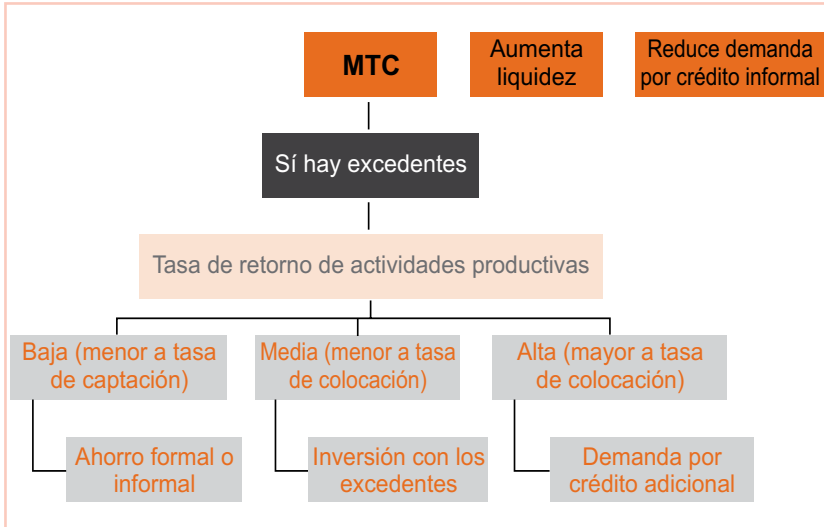 MTC
Aumenta
liquidez
Reduce demanda
por crédito informal
Sí hay excedentes
Tasa de retorno de actividades productivas
Baja (menor a tasa
de captación)
Media (menor a tasa
de colocación)
Alta (mayor a tasa
de colocación)
Ahorro formal o
informal
Inversión con los
excedentes
Demanda por
crédito adicional